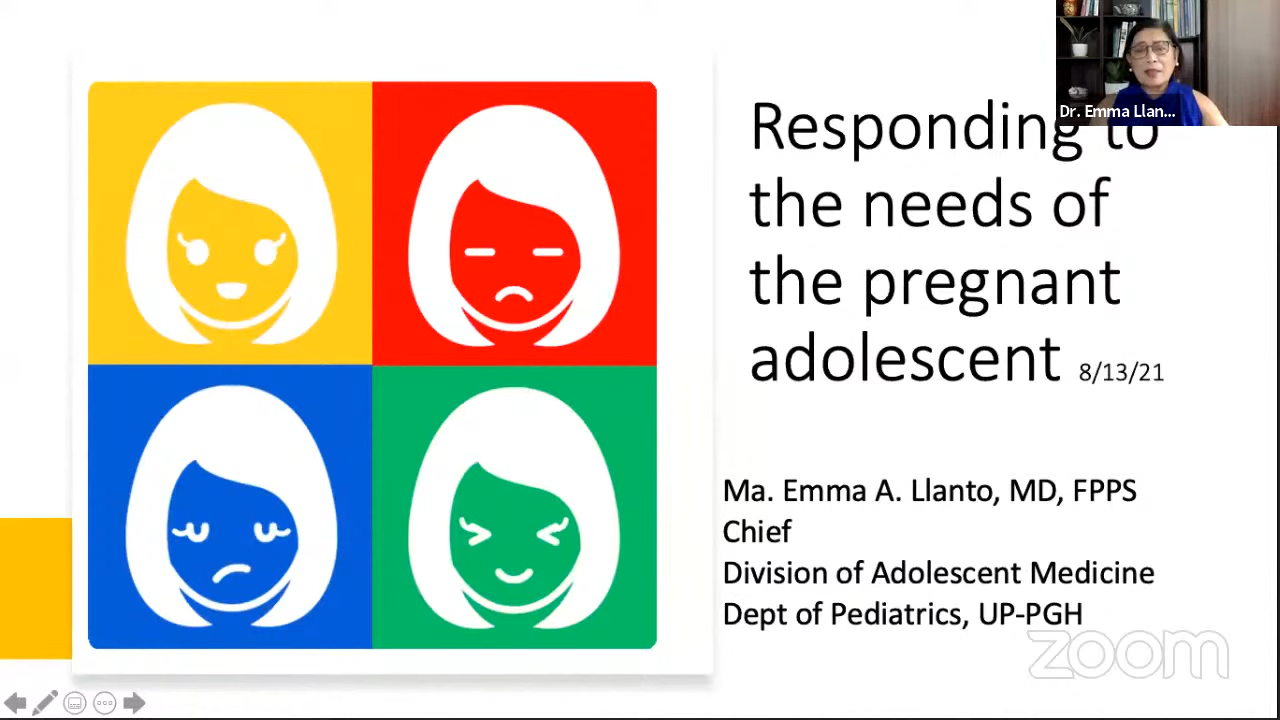 Dr. Emma Llan...
Responding to
the needs of
the pregnant
adolescent 8/13/21
Ma. Emma A. Llanto, MD, FPPS
Chief
Division of Adolescent Medicine
Dept of Pediatrics, UP-PGH
zoom